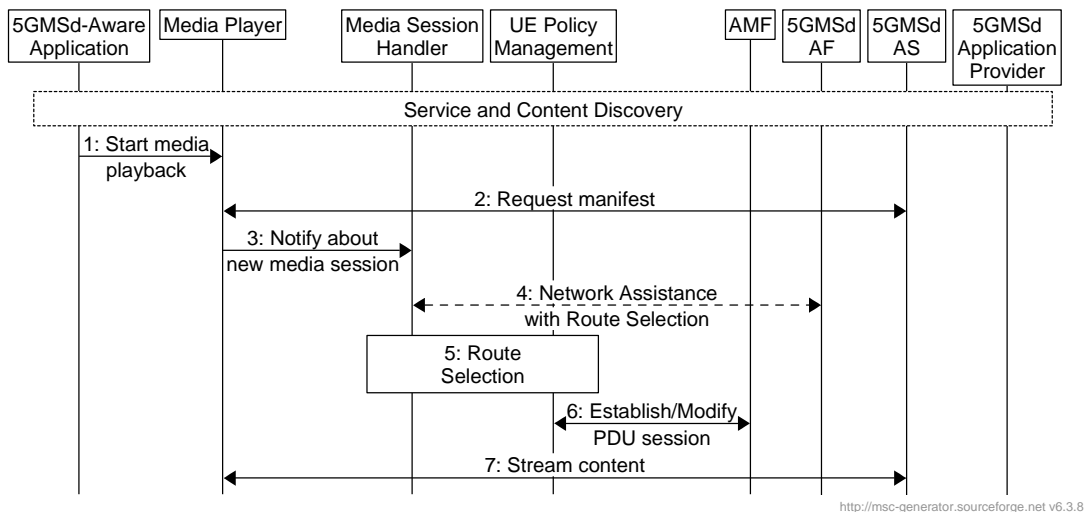 5GMSd-Aware
Application
Media Player
Media Session
Handler
UE Policy
Management
AMF
5GMSd
AF
5GMSd
AS
5GMSd
Application
Provider
Service and Content Discovery
1: Start media
playback
2: Request manifest
3: Notify about
new media session
4: Network Assistance
with Route Selection
5: Route
Selection
6: Establish/Modify
PDU session
7: Stream content
http://msc-generator.sourceforge.net v6.3.8